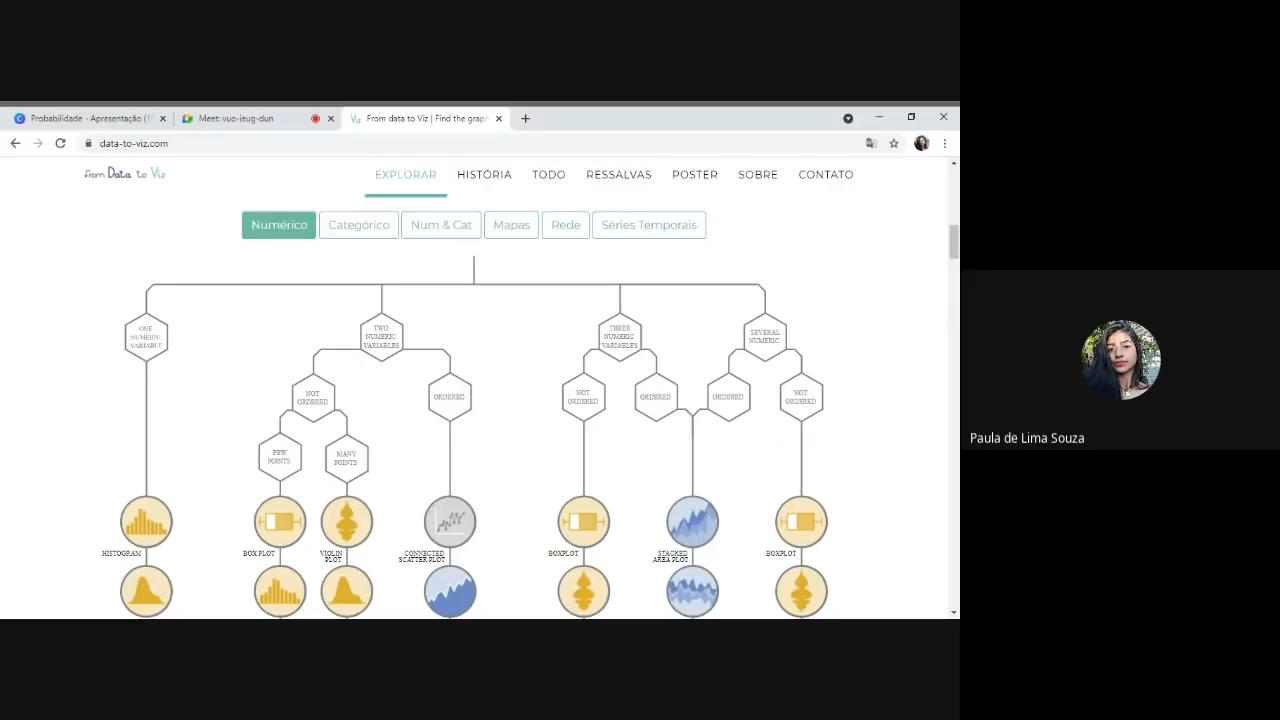 Probabilidade - Apresentação (1
Meet: vuo-ieug-dun
From data to Viz | Find the graph
data-to-viz.com
from Data to Viz
EXPLORAR
HISTÓRIA
TODO
RESSALVAS
POSTER
SOBRE
CONTATO
Numérico
Categórico
Num & Cat
Mapas
Rede
Séries Temporais
ONE
NUMERIC
VARIABLE
TWO
NUMERIC
VARIABLES
THREE
NUMERIC
VARIABLES
SEVERAL
NUMERIC
NOT
ORDERED
ORDERED
NOT
ORDERED
ORDERED
ORDERED
NOT
ORDERED
FEW
POINTS
MANY
POINTS
HISTOGRAM
BOX PLOT
VIOLIN
PLOT
CONNECTED
SCATTER PLOT
BOXPLOT
STACKED
AREA PLOT
BOXPLOT
Paula de Lima Souza